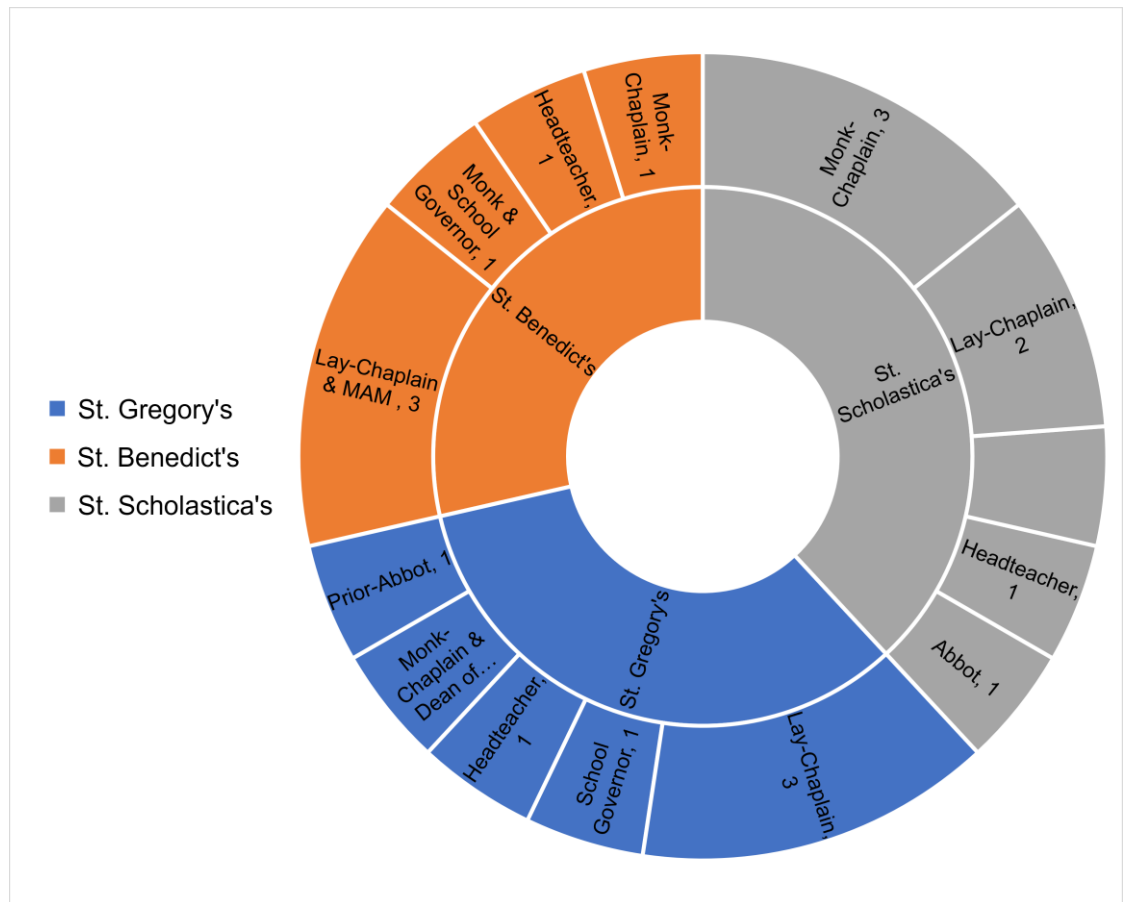 St. Gregory's
St. Benedict's
St. Scholastica's
Monk-
Chaplain, 3
Lay-Chaplain,
2
Headteacher,
1
Abbot, 1
St.
Scholastica's
Lay-Chaplain,
3
School
Governor, 1
Headteacher,
1
Monk-
Chaplain &
Dean of…
Prior-Abbot, 1
St. Gregory's
Lay-Chaplain
& MAM , 3
Monk &
School
Governor, 1
Headteacher,
1
Monk-
Chaplain, 1
St. Benedict's